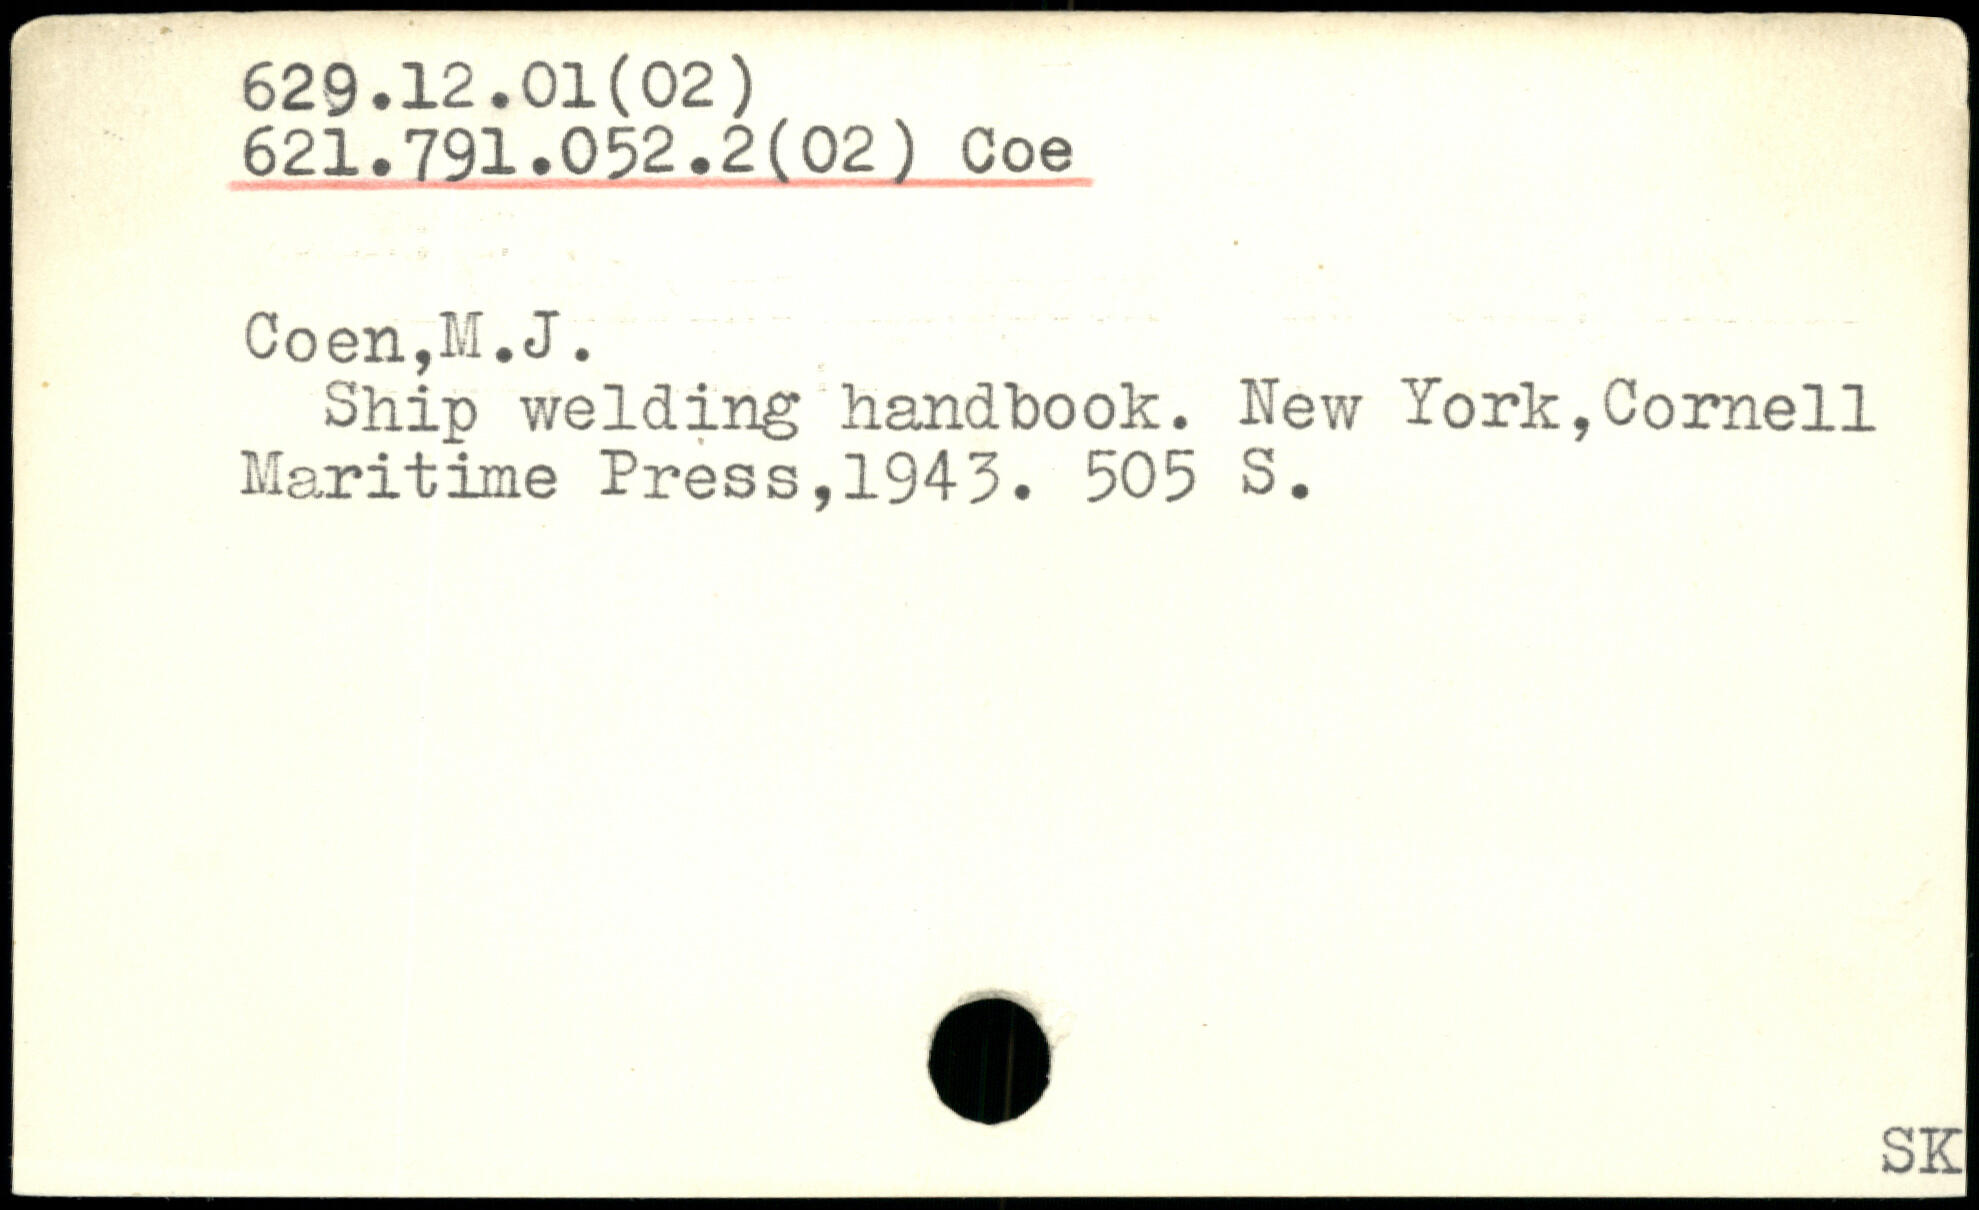 629.12.01(02)
621.791.052.2(02) Coe
Coen,M.J.
Ship welding handbook. New York,Cornell
Maritime Press,1943. 505 S.
SK